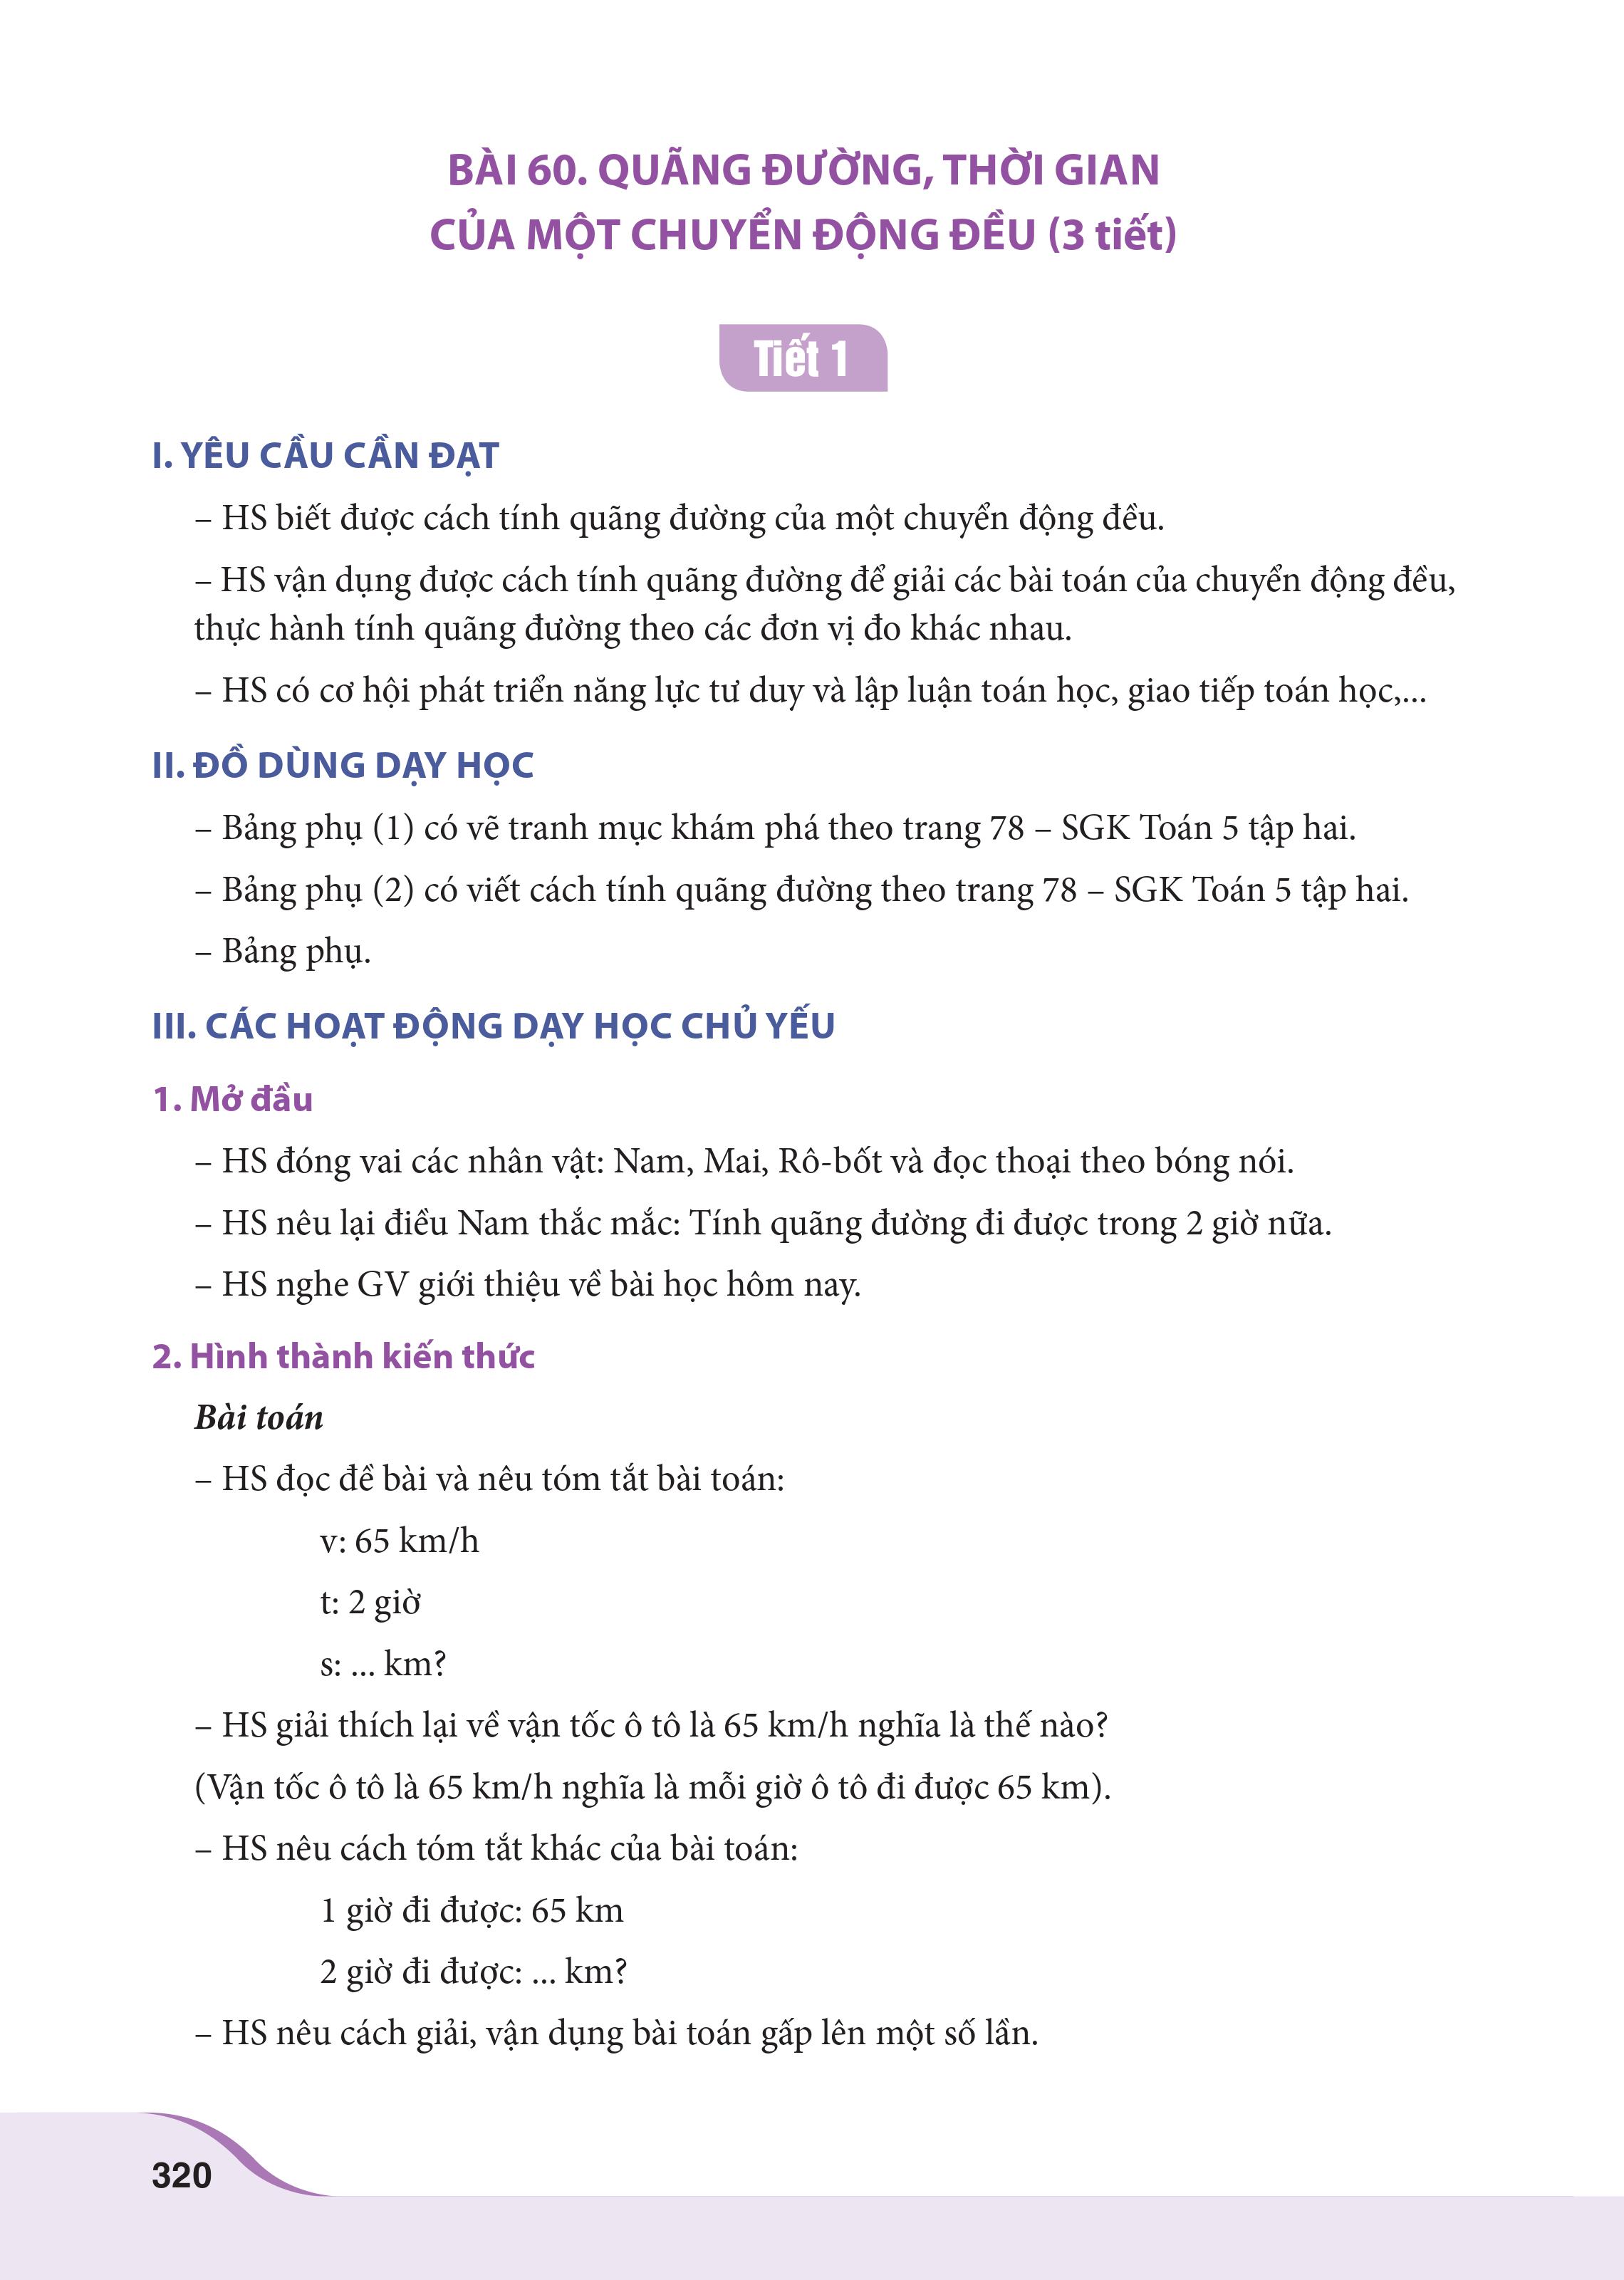 BÀI 60. QUÃNG ĐƯỜNG, THỜI GIAN
CỦA MỘT CHUYỂN ĐỘNG ĐỀU (3 tiết)
Tiết 1
I. YÊU CẦU CẦN ĐẠT
– HS biết được cách tính quãng đường của một chuyển động đều.
– HS vận dụng được cách tính quãng đường để giải các bài toán của chuyển động đều,
thực hành tính quãng đường theo các đơn vị đo khác nhau.
– HS có cơ hội phát triển năng lực tư duy và lập luận toán học, giao tiếp toán học,...
II. ĐỒ DÙNG DẠY HỌC
– Bảng phụ (1) có vẽ tranh mục khám phá theo trang 78 – SGK Toán 5 tập hai.
– Bảng phụ (2) có viết cách tính quãng đường theo trang 78 – SGK Toán 5 tập hai.
– Bảng phụ.
III. CÁC HOẠT ĐỘNG DẠY HỌC CHỦ YẾU
1. Mở đầu
– HS đóng vai các nhân vật: Nam, Mai, Rô-bốt và đọc thoại theo bóng nói.
– HS nêu lại điều Nam thắc mắc: Tính quãng đường đi được trong 2 giờ nữa.
– HS nghe GV giới thiệu về bài học hôm nay.
2. Hình thành kiến thức
Bài toán
– HS đọc đề bài và nêu tóm tắt bài toán:
v: 65 km/h
t: 2 giờ
s: ... km?
– HS giải thích lại về vận tốc ô tô là 65 km/h nghĩa là thế nào?
(Vận tốc ô tô là 65 km/h nghĩa là mỗi giờ ô tô đi được 65 km).
– HS nêu cách tóm tắt khác của bài toán:
1 giờ đi được: 65 km
2 giờ đi được: ... km?
– HS nêu cách giải, vận dụng bài toán gấp lên một số lần.
320